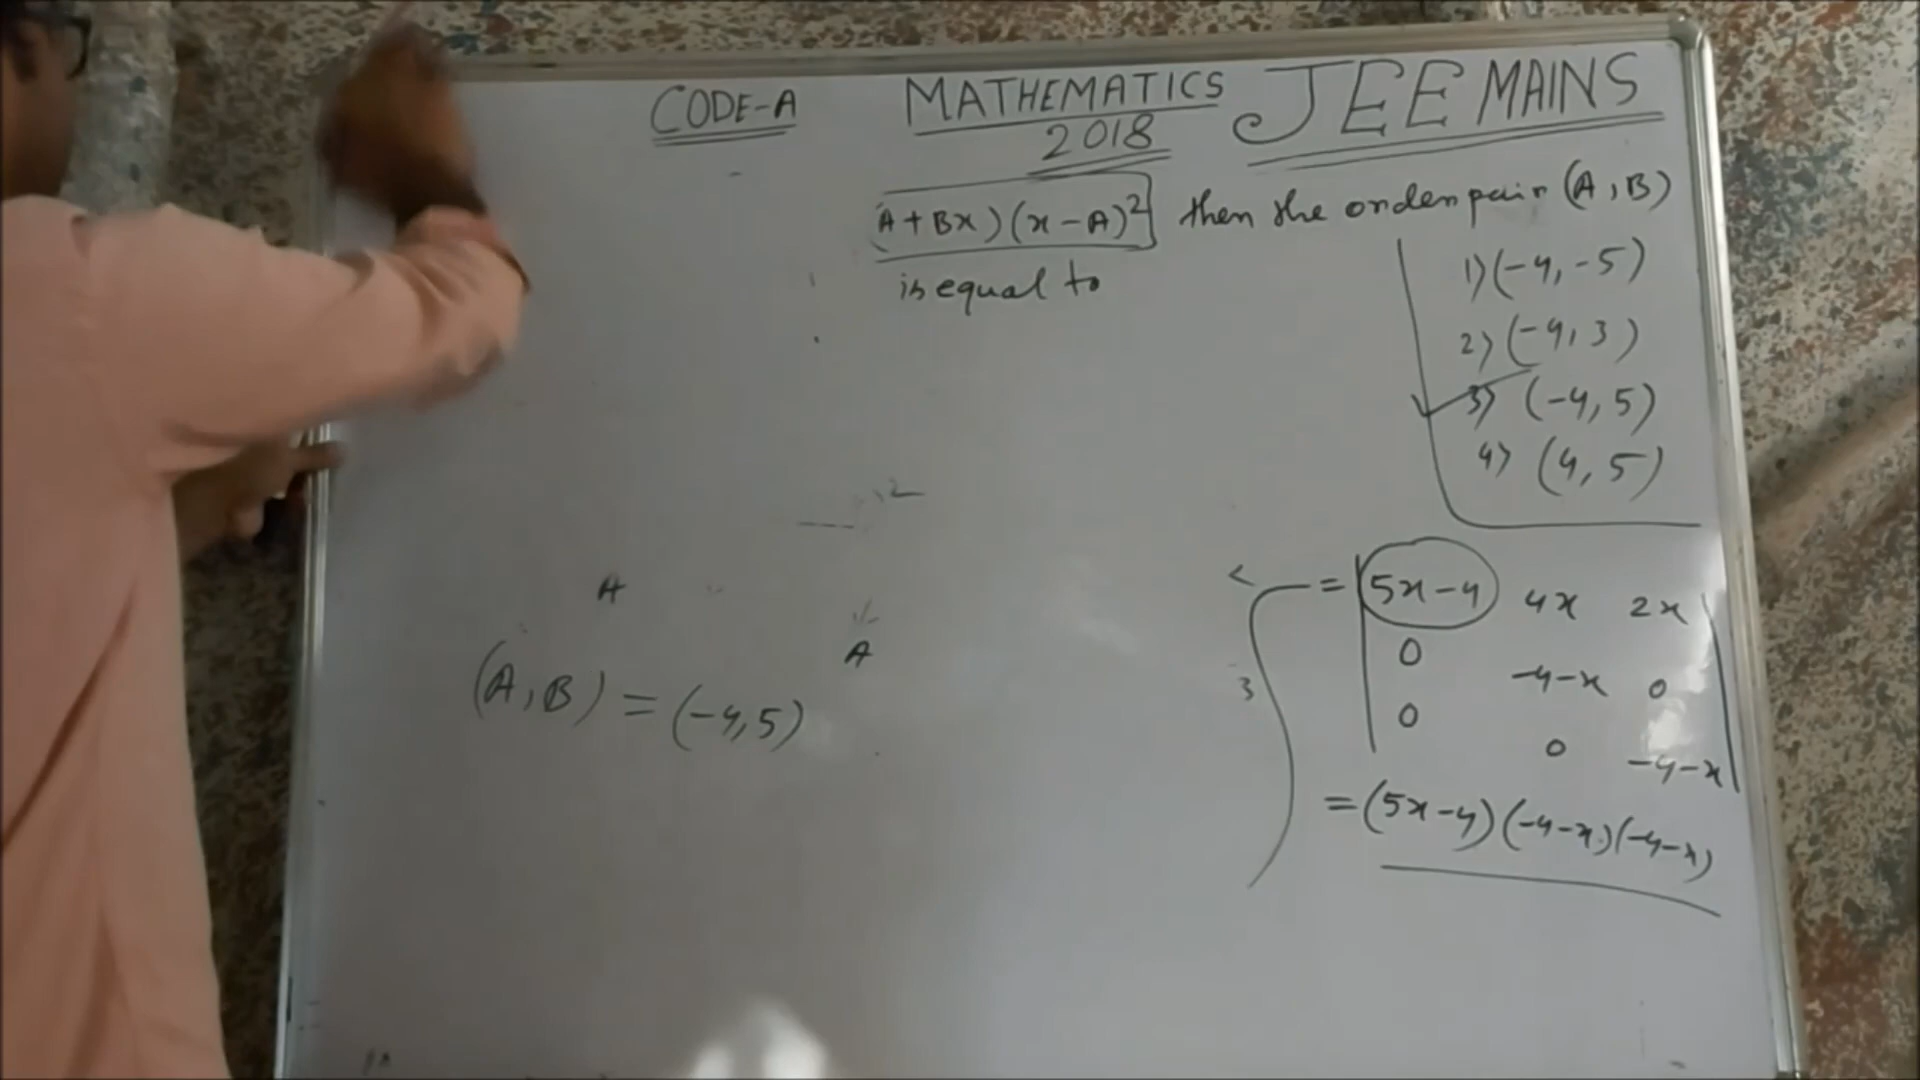 CODE-A MATHEMATICS JEE MAINS
2018
(A+Bx)(x-A)² then the orderpair (A,B)
is equal to
1) (-4,-5)
2) (-4,3)
3) (-4,5)
4) (4,5)
= |5x-4 4x 2x|
0 -4-x 0
0 0 -4-x
= (5x-4)(-4-x)(-4-x)
A
A
(A,B) = (-4,5)
3